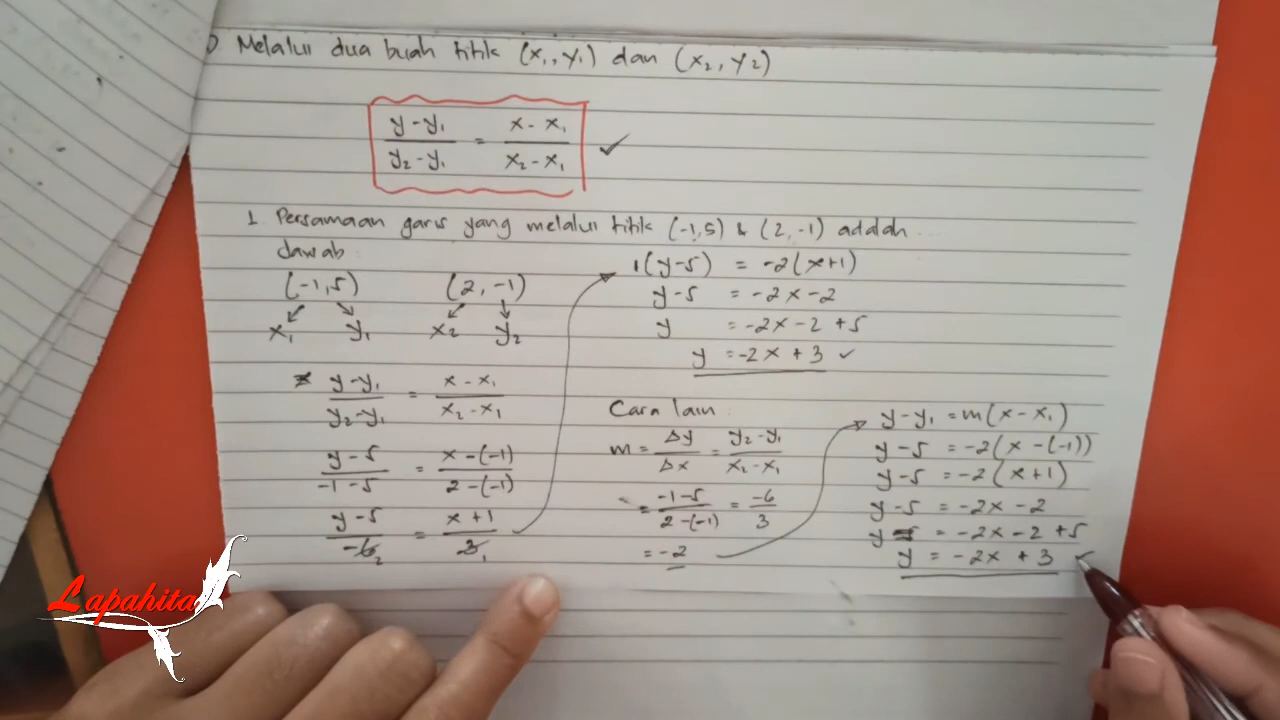 Melalui dua buah titik (x₁, y₁) dan (x₂, y₂)
y - y₁ / y₂ - y₁ = x - x₁ / x₂ - x₁ ✓
1 Persamaan garis yang melalui titik (-1,5) & (2,-1) adalah ...
Jawab
(-1,5) (2,-1)
x₁ y₁ x₂ y₂
y - y₁ / y₂ - y₁ = x - x₁ / x₂ - x₁
y - 5 / -1 - 5 = x - (-1) / 2 - (-1)
y - 5 / -6 2 = x + 1 / 3 1
1(y-5) = -2(x+1)
y - 5 = -2x - 2
y = -2x - 2 + 5
y = -2x + 3 ✓
Cara lain
m = Δy / Δx = y₂ - y₁ / x₂ - x₁
= -1-5 / 2-(-1) = -6 / 3
= -2
y - y₁ = m(x - x₁)
y - 5 = -2(x - (-1))
y - 5 = -2(x + 1)
y - 5 = -2x - 2
y = -2x - 2 + 5
y = -2x + 3 ✓
Lapahita